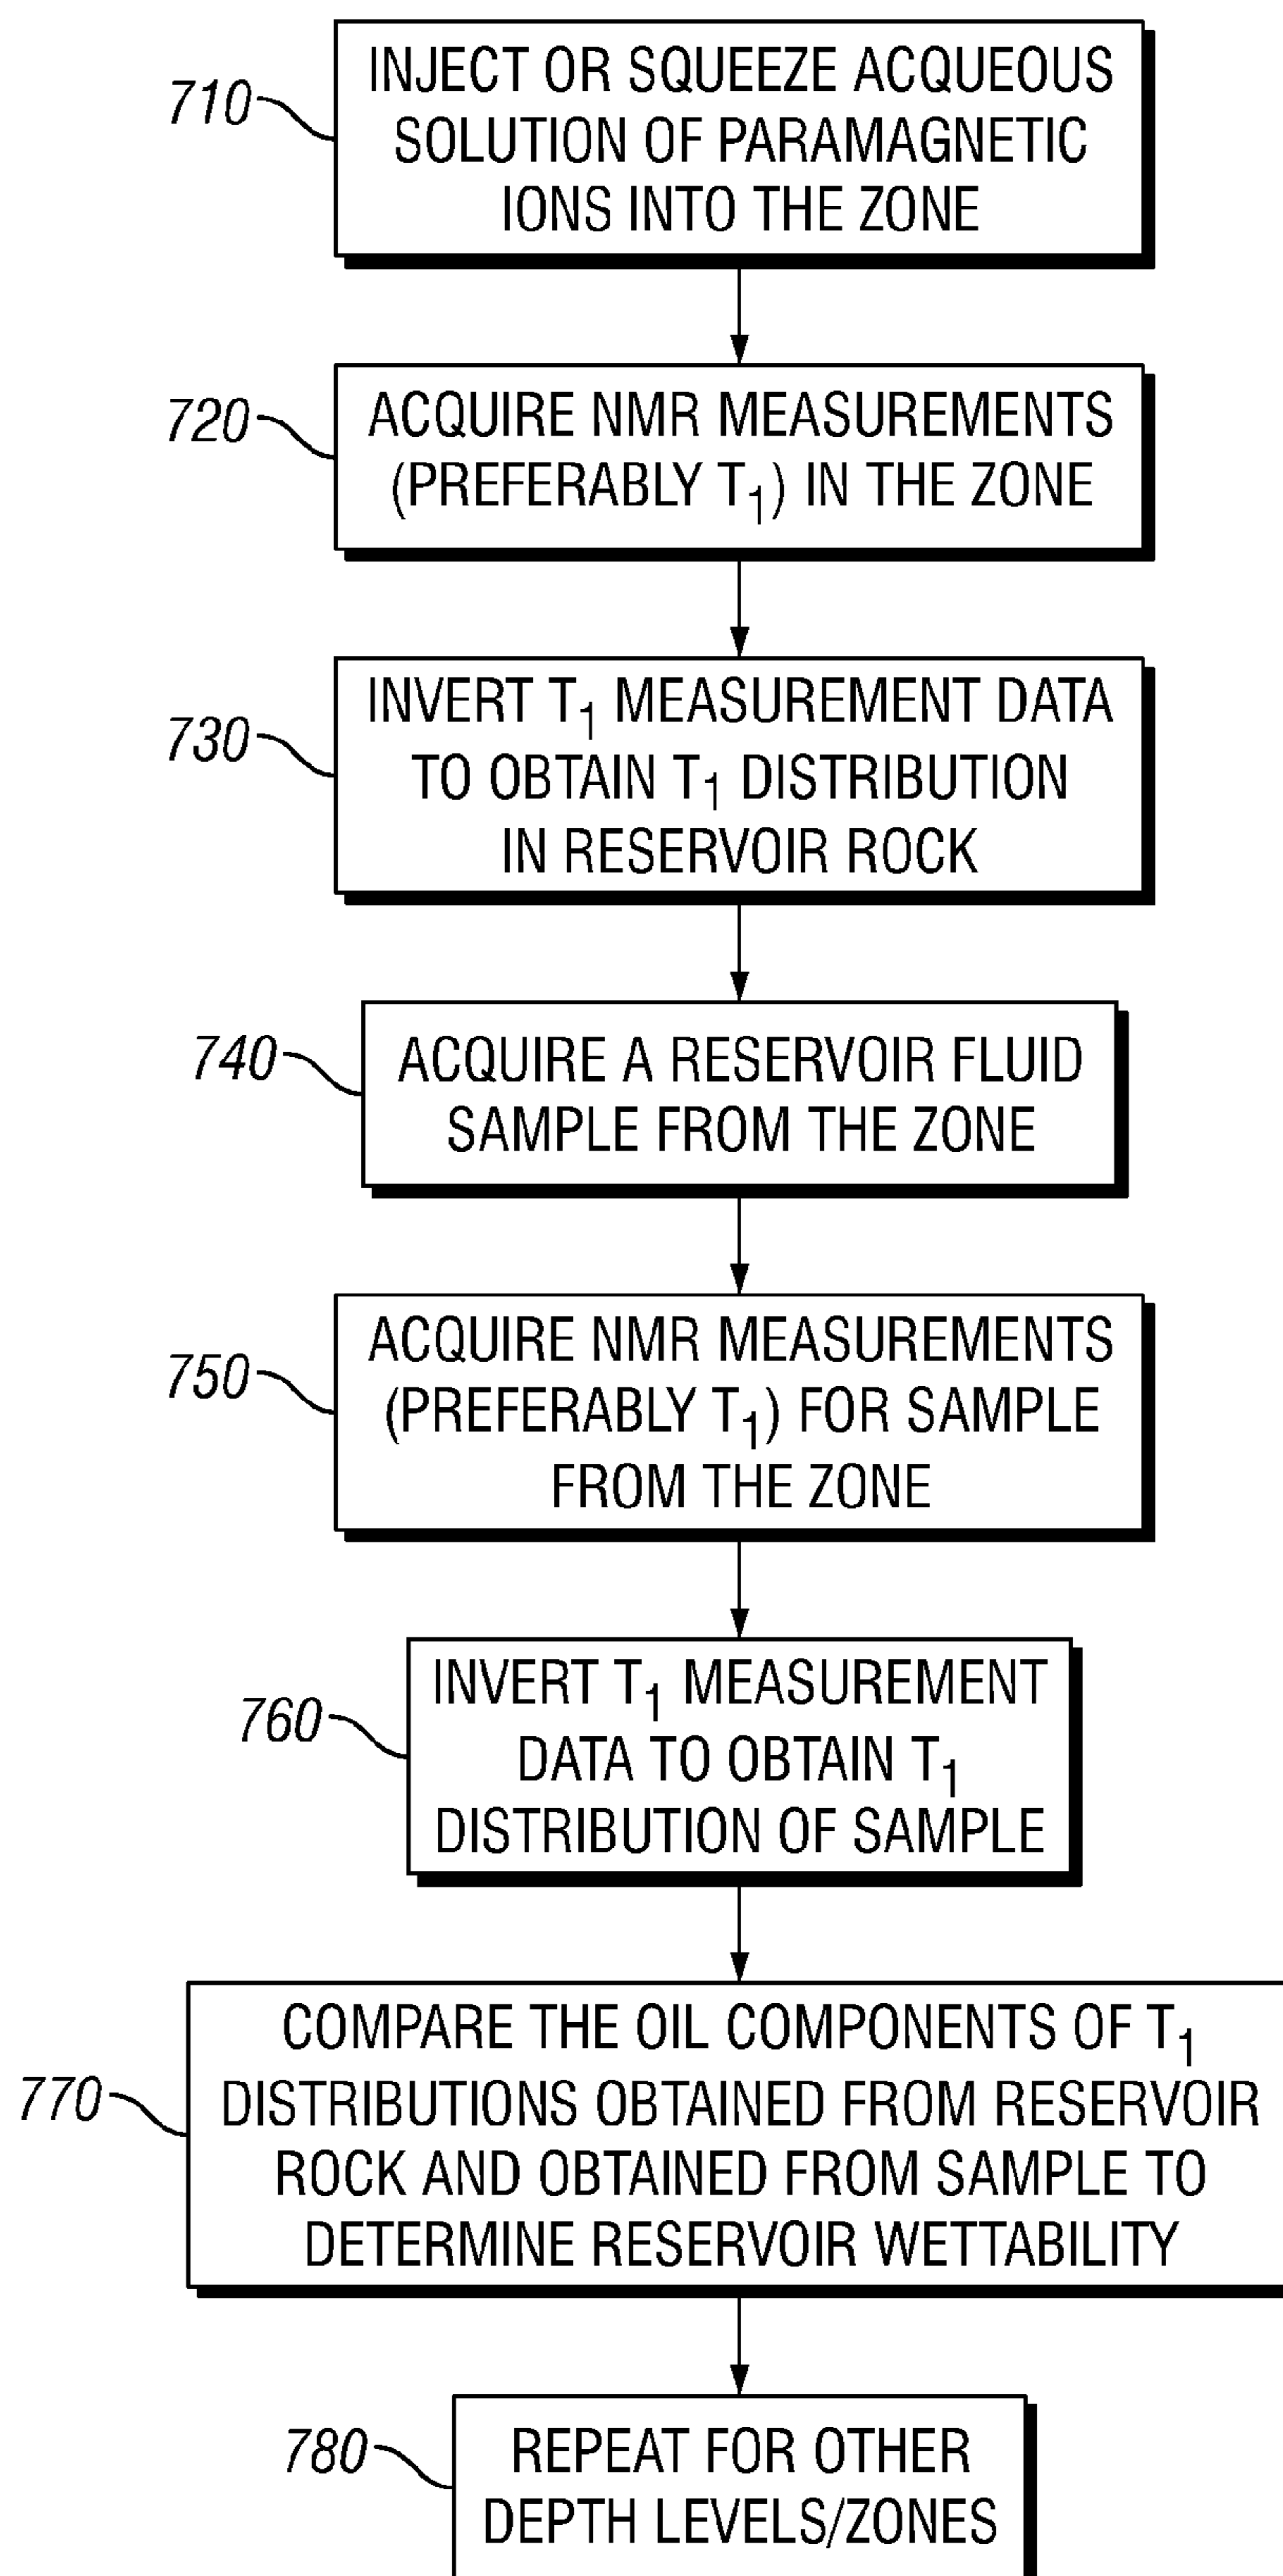 710
INJECT OR SQUEEZE ACQUEOUS
SOLUTION OF PARAMAGNETIC
IONS INTO THE ZONE
720
ACQUIRE NMR MEASUREMENTS
(PREFERABLY T₁) IN THE ZONE
730
INVERT T₁ MEASUREMENT DATA
TO OBTAIN T₁ DISTRIBUTION
IN RESERVOIR ROCK
740
ACQUIRE A RESERVOIR FLUID
SAMPLE FROM THE ZONE
750
ACQUIRE NMR MEASUREMENTS
(PREFERABLY T₁) FOR SAMPLE
FROM THE ZONE
760
INVERT T₁ MEASUREMENT
DATA TO OBTAIN T₁
DISTRIBUTION OF SAMPLE
770
COMPARE THE OIL COMPONENTS OF T₁
DISTRIBUTIONS OBTAINED FROM RESERVOIR
ROCK AND OBTAINED FROM SAMPLE TO
DETERMINE RESERVOIR WETTABILITY
780
REPEAT FOR OTHER
DEPTH LEVELS/ZONES